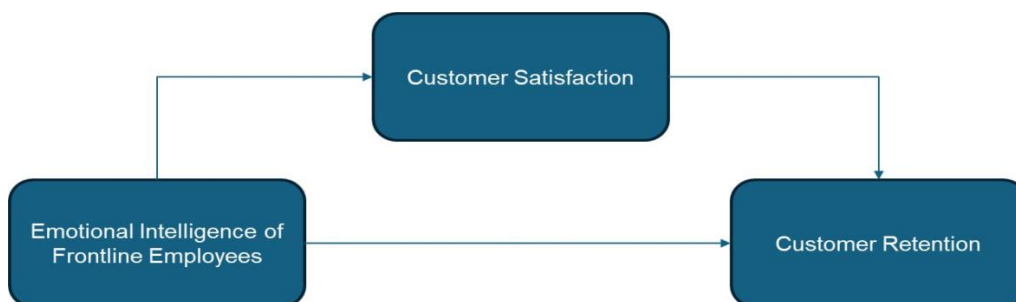 Customer Satisfaction
Emotional Intelligence of
Frontline Employees
Customer Retention